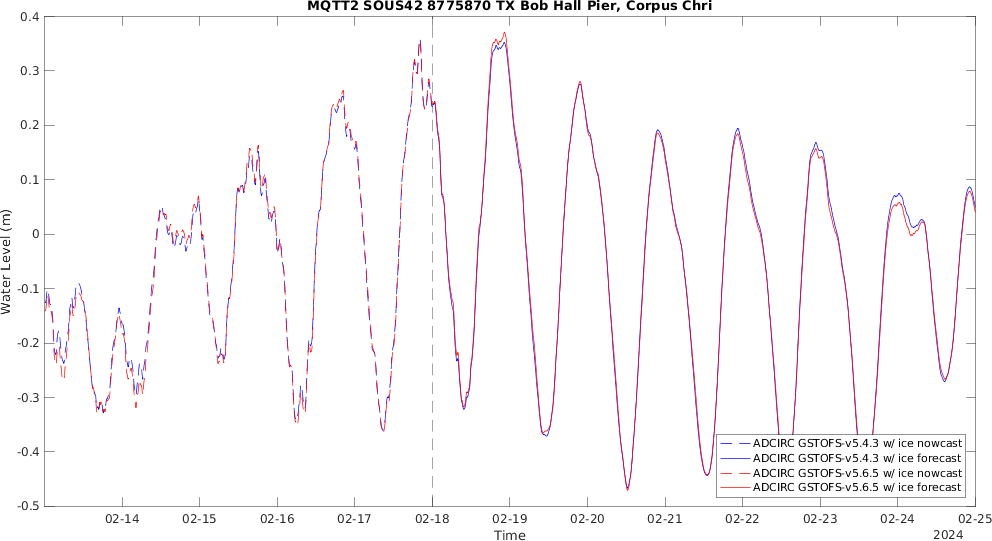 MQTT2 SOUS42 8775870 TX Bob Hall Pier, Corpus Chri
0.4
0.3
0.2
0.1
0
-0.1
-0.2
-0.3
-0.4
-0.5
Water Level (m)
ADCIRC GSTOFS-v5.4.3 w/ ice nowcast
ADCIRC GSTOFS-v5.4.3 w/ ice forecast
ADCIRC GSTOFS-v5.6.5 w/ ice nowcast
ADCIRC GSTOFS-v5.6.5 w/ ice forecast
02-14 02-15 02-16 02-17 02-18 02-19 02-20 02-21 02-22 02-23 02-24 02-25
Time
2024